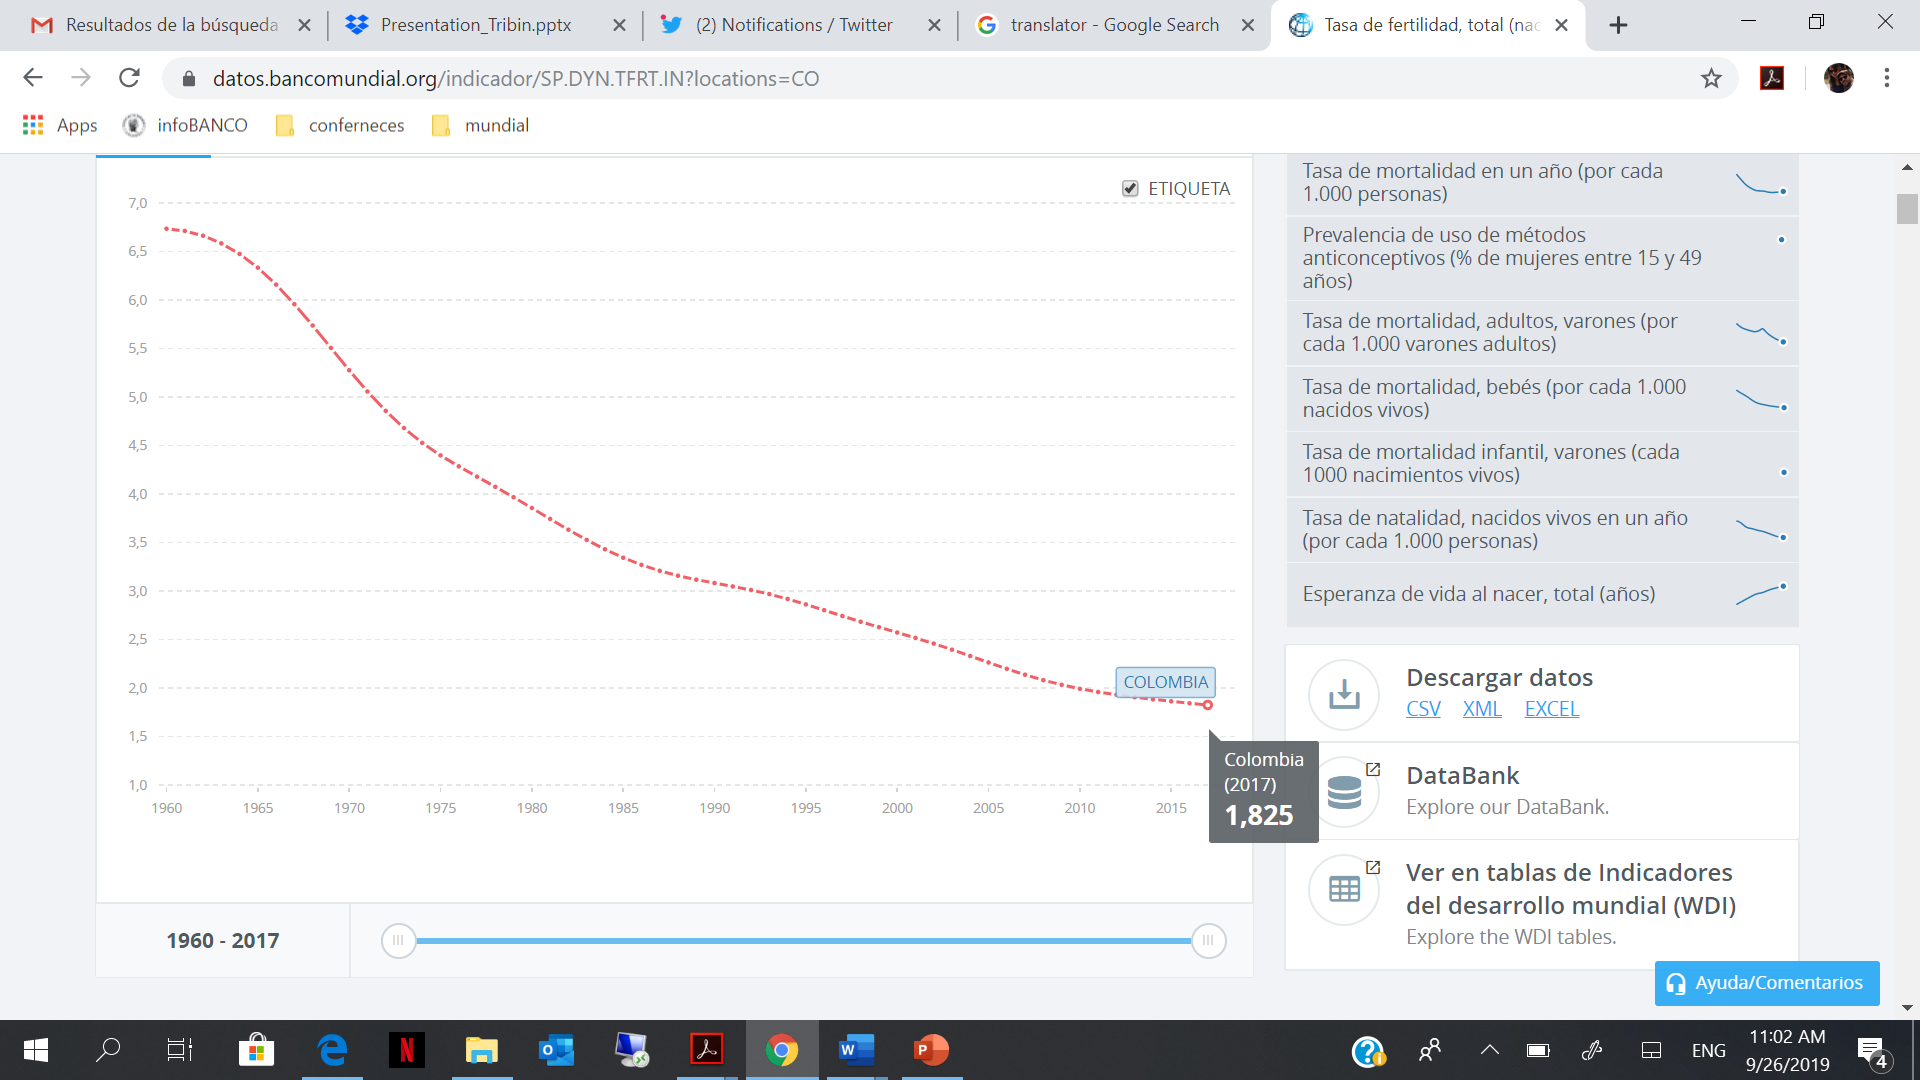 Resultados de la búsqueda
Presentation_Tribin.pptx
(2) Notifications / Twitter
translator - Google Search
Tasa de fertilidad, total (nac
datos.bancomundial.org/indicador/SP.DYN.TFRT.IN?locations=CO
Apps
infoBANCO
conferneces
mundial
ETIQUETA
7,0
6,5
6,0
5,5
5,0
4,5
4,0
3,5
3,0
2,5
2,0
1,5
1,0
COLOMBIA
1960 1965 1970 1975 1980 1985 1990 1995 2000 2005 2010 2015
Colombia
(2017)
1,825
1960 - 2017
Tasa de mortalidad en un año (por cada
1.000 personas)
Prevalencia de uso de métodos
anticonceptivos (% de mujeres entre 15 y 49
años)
Tasa de mortalidad, adultos, varones (por
cada 1.000 varones adultos)
Tasa de mortalidad, bebés (por cada 1.000
nacidos vivos)
Tasa de mortalidad infantil, varones (cada
1000 nacimientos vivos)
Tasa de natalidad, nacidos vivos en un año
(por cada 1.000 personas)
Esperanza de vida al nacer, total (años)
Descargar datos
CSV XML EXCEL
DataBank
Explore our DataBank.
Ver en tablas de Indicadores
del desarrollo mundial (WDI)
Explore the WDI tables.
Ayuda/Comentarios
ENG
11:02 AM
9/26/2019
4